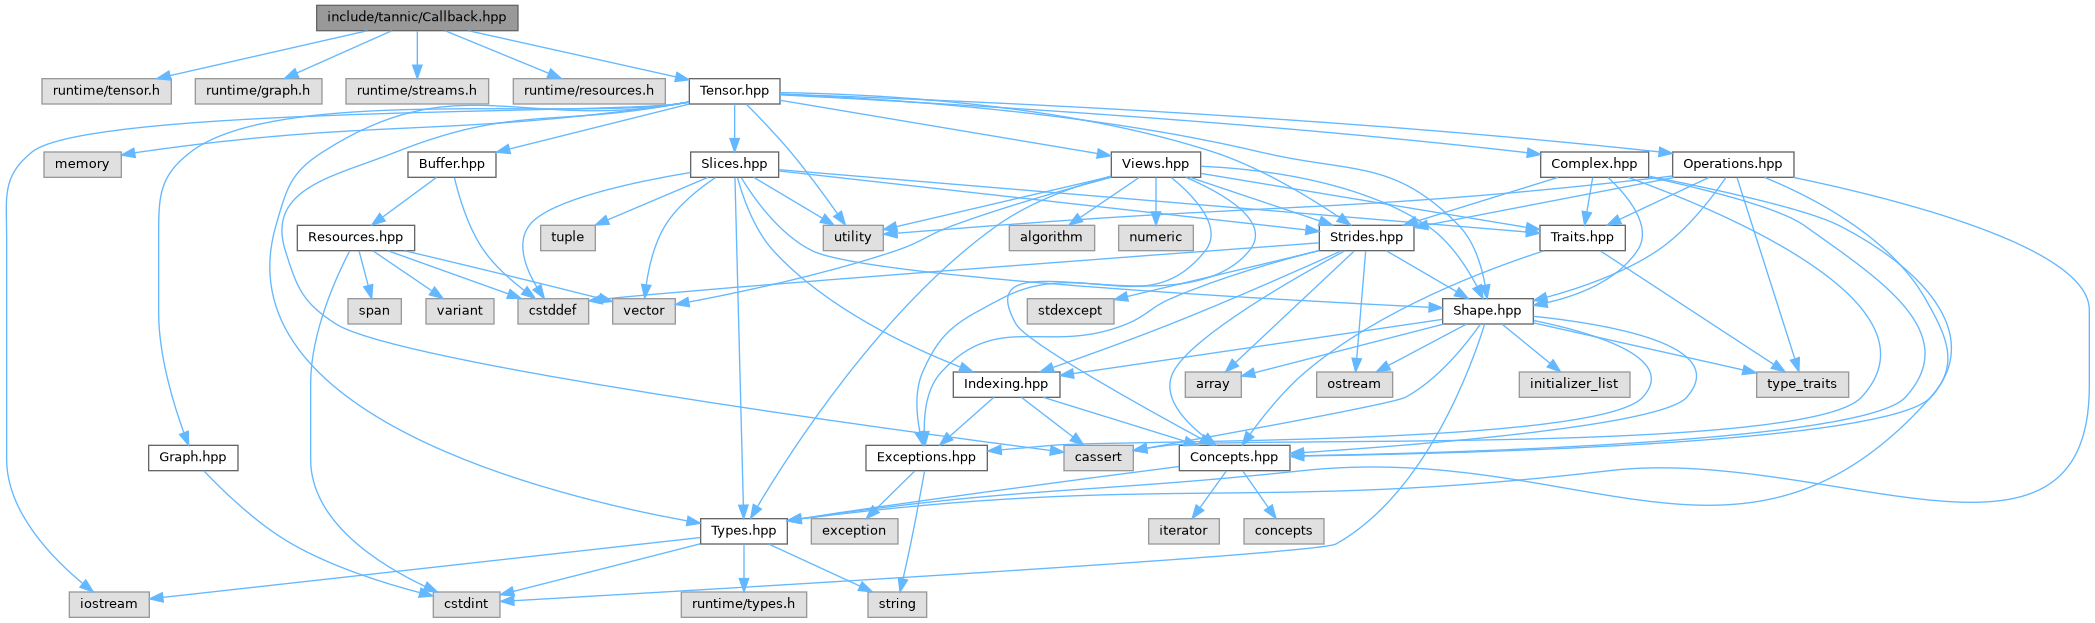 include/tannic/Callback.hpp
runtime/tensor.h
runtime/graph.h
runtime/streams.h
runtime/resources.h
Tensor.hpp
memory
Buffer.hpp
Slices.hpp
Views.hpp
Complex.hpp
Operations.hpp
Resources.hpp
tuple
utility
algorithm
numeric
Strides.hpp
Traits.hpp
span
variant
cstddef
vector
stdexcept
Shape.hpp
Indexing.hpp
array
ostream
initializer_list
type_traits
Graph.hpp
Exceptions.hpp
cassert
Concepts.hpp
Types.hpp
exception
iterator
concepts
iostream
cstdint
runtime/types.h
string